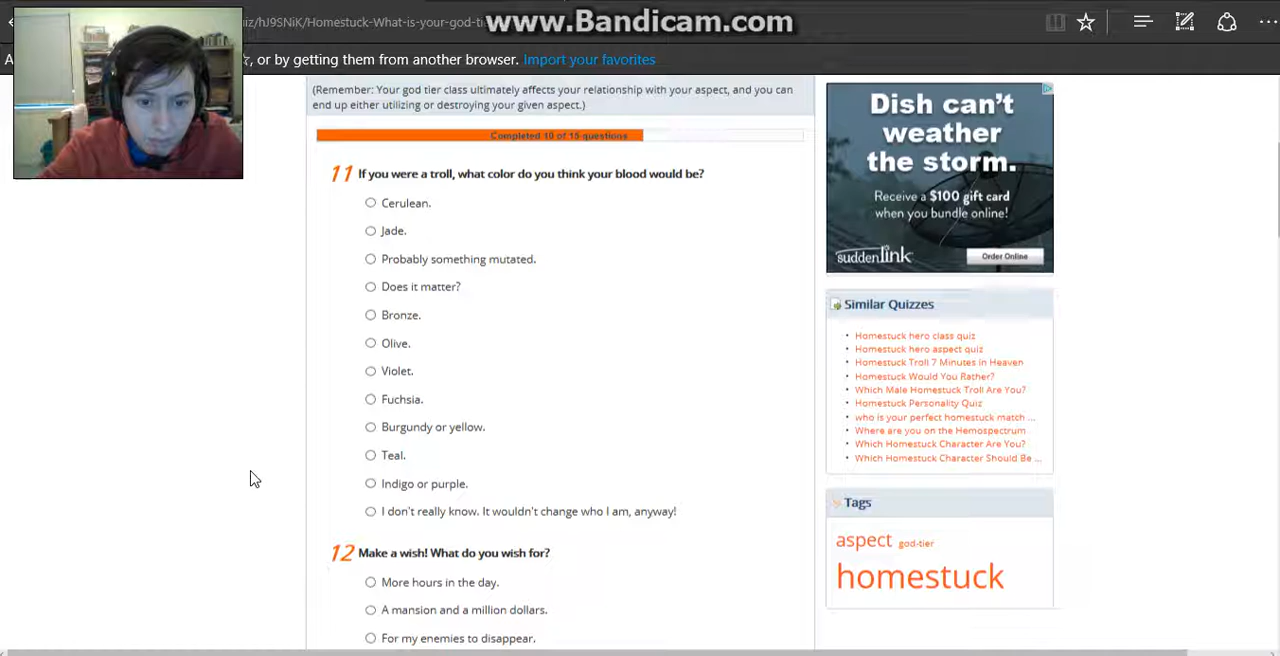 www.Bandicam.com
iz/hJ9SNiK/Homestuck-What-is-your-god-tie
, or by getting them from another browser. Import your favorites
(Remember: Your god tier class ultimately affects your relationship with your aspect, and you can
end up either utilizing or destroying your given aspect.)
Completed 10 of 15 questions
11 If you were a troll, what color do you think your blood would be?
Cerulean.
Jade.
Probably something mutated.
Does it matter?
Bronze.
Olive.
Violet.
Fuchsia.
Burgundy or yellow.
Teal.
Indigo or purple.
I don't really know. It wouldn't change who I am, anyway!
12 Make a wish! What do you wish for?
More hours in the day.
A mansion and a million dollars.
For my enemies to disappear.
Dish can't
weather
the storm.
Receive a $100 gift card
when you bundle online!
suddenlink
Order Online
Similar Quizzes
Homestuck hero class quiz
Homestuck hero aspect quiz
Homestuck Troll 7 Minutes in Heaven
Homestuck Would You Rather?
Which Male Homestuck Troll Are You?
Homestuck Personality Quiz
who is your perfect homestuck match ...
Where are you on the Hemospectrum
Which Homestuck Character Are You?
Which Homestuck Character Should Be ...
Tags
aspect god-tier
homestuck